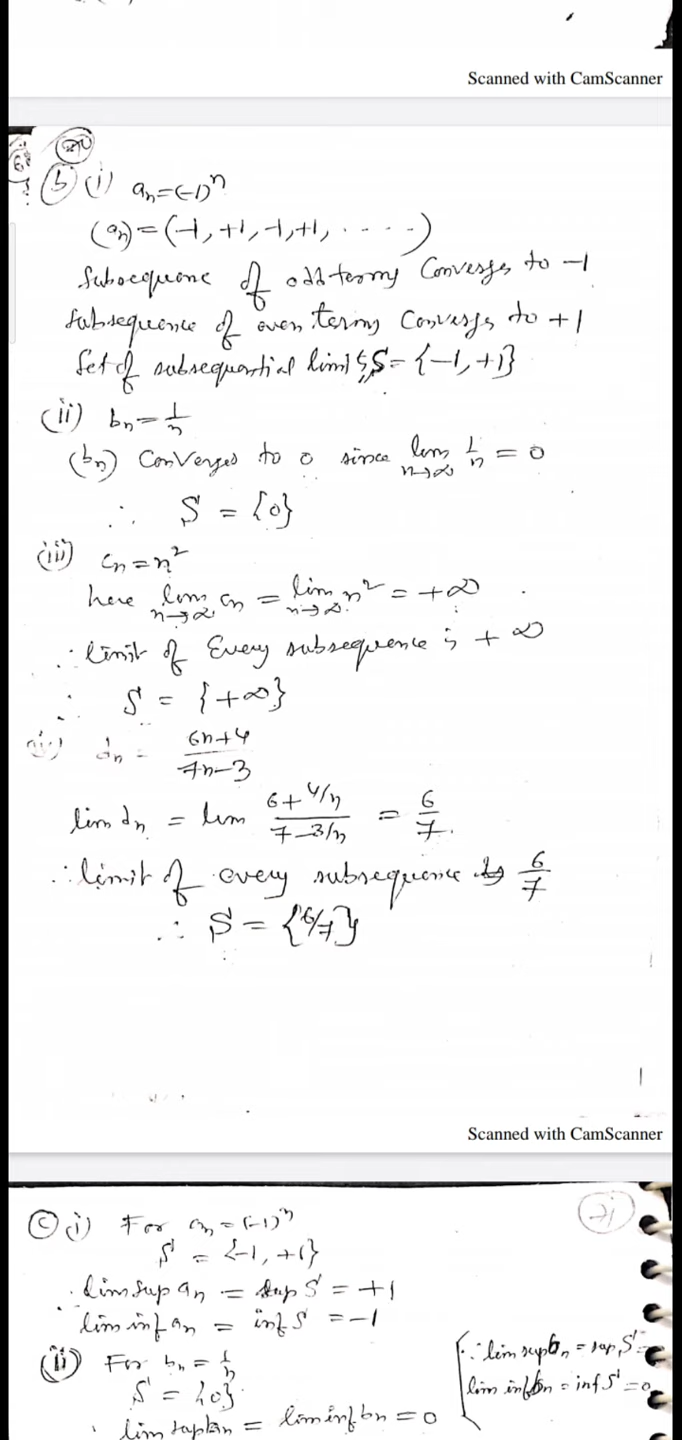 Scanned with CamScanner
70
(b) (i) aₙ=(-1)ⁿ
(aₙ)=(-1, +1, -1, +1, .....)
Subsequence of odd terms Converges to -1
Subsequence of even terms Converges to +1
Set of subsequential limits, S= {-1, +1}
(ii) bₙ = 1/n
(bₙ) Converges to 0 since lim n→∞ 1/n = 0
∴ S = {0}
(iii) cₙ = n²
here lim n→∞ cₙ = lim n→∞ n² = +∞
∴ limit of Every subsequence is +∞
∴ S = {+∞}
(iv) dₙ = (6n+4)/(7n-3)
lim dₙ = lim (6+4/n)/(7-3/n) = 6/7.
∴ limit of every subsequence is 6/7
∴ S = {6/7}
Scanned with CamScanner
71
(c) i) For aₙ = (-1)ⁿ
S = {-1, +1}
∴ lim sup aₙ = sup S = +1
lim inf aₙ = inf S = -1
(ii) For bₙ = 1/n
S = {0}
∴ lim sup bₙ = lim inf bₙ = 0
∵ lim sup bₙ = sup S =
lim inf bₙ = inf S = 0